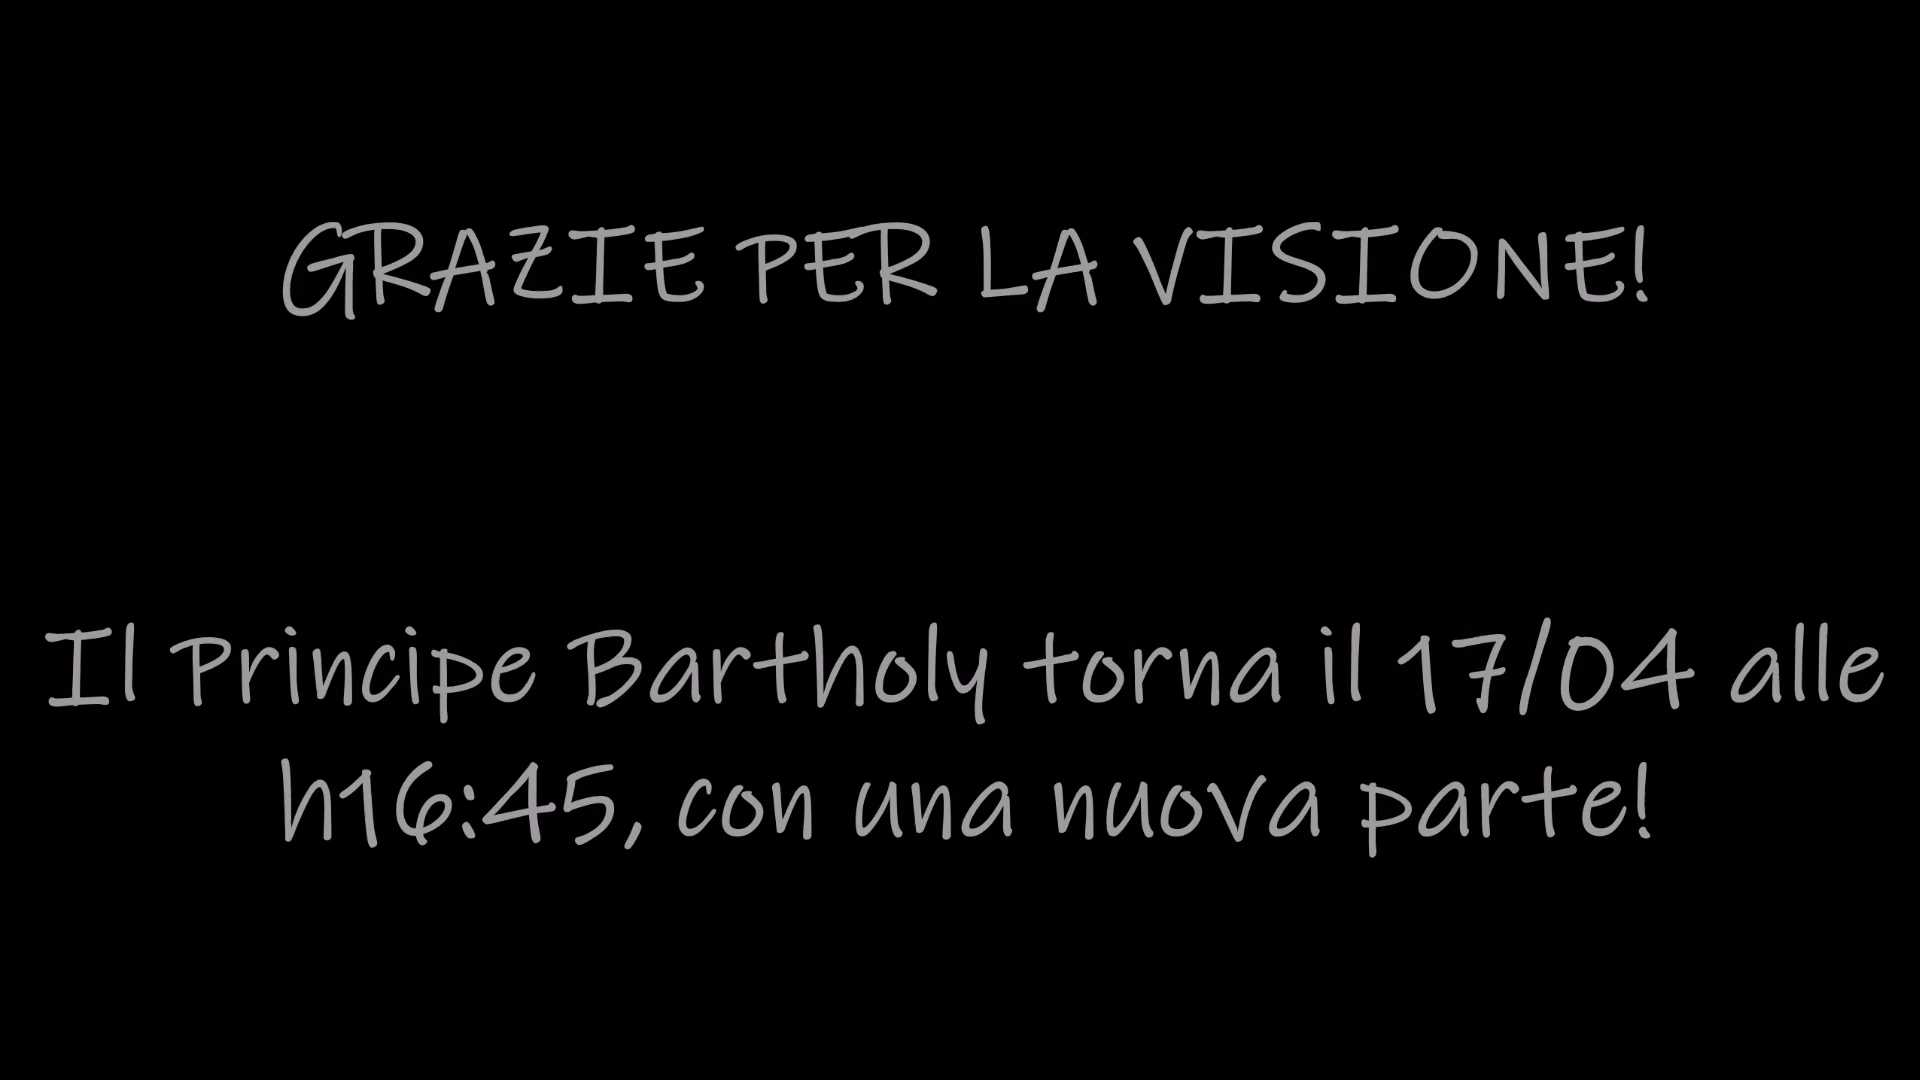 GRAZIE PER LA VISIONE!
Il Principe Bartholy torna il 17/04 alle
h16:45, con una nuova parte!